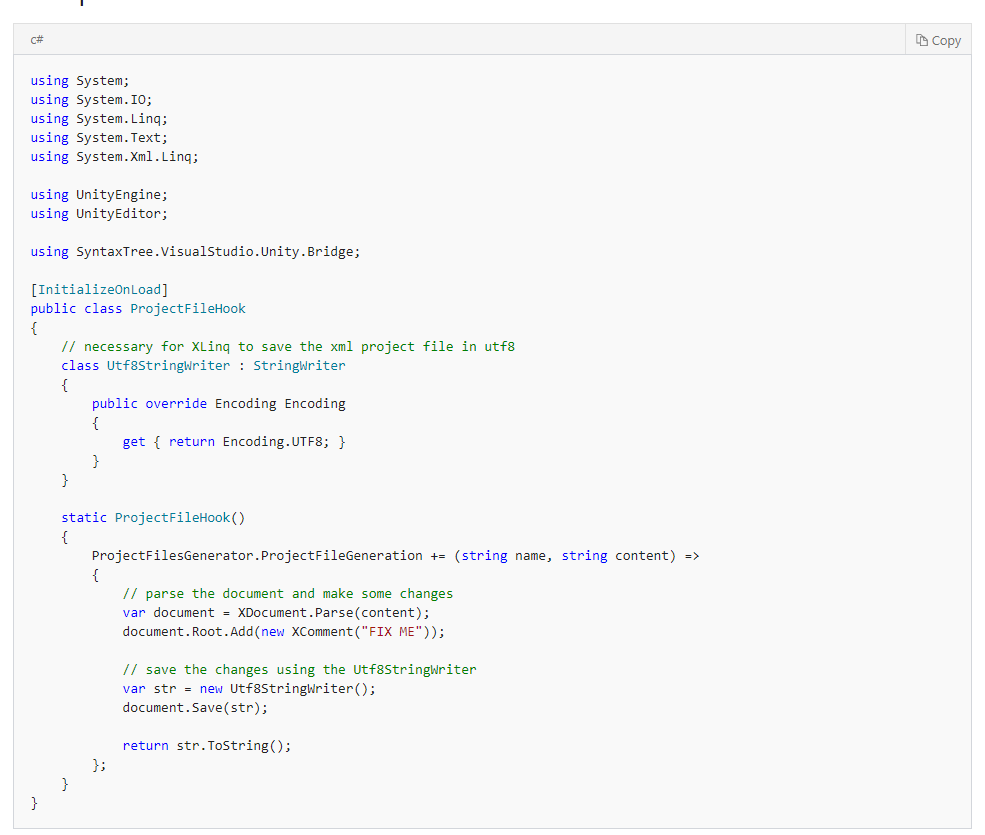 c#
Copy
using System;
using System.IO;
using System.Linq;
using System.Text;
using System.Xml.Linq;

using UnityEngine;
using UnityEditor;

using SyntaxTree.VisualStudio.Unity.Bridge;

[InitializeOnLoad]
public class ProjectFileHook
{
    // necessary for XLinq to save the xml project file in utf8
    class Utf8StringWriter : StringWriter
    {
        public override Encoding Encoding
        {
            get { return Encoding.UTF8; }
        }
    }

    static ProjectFileHook()
    {
        ProjectFilesGenerator.ProjectFileGeneration += (string name, string content) =>
        {
            // parse the document and make some changes
            var document = XDocument.Parse(content);
            document.Root.Add(new XComment("FIX ME"));

            // save the changes using the Utf8StringWriter
            var str = new Utf8StringWriter();
            document.Save(str);

            return str.ToString();
        };
    }
}